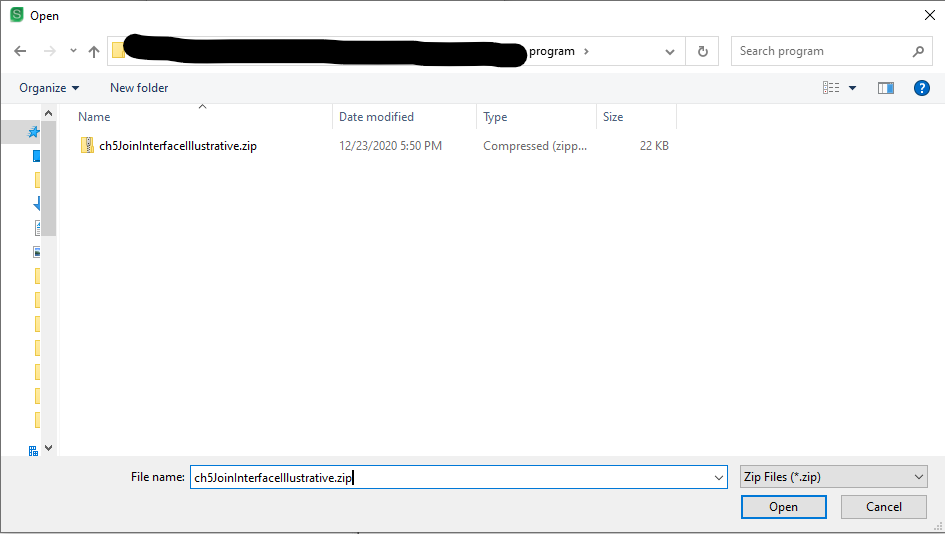 Open
program
Search program
Organize
New folder
Name
Date modified
Type
Size
ch5JoinInterfaceIllustrative.zip
12/23/2020 5:50 PM
Compressed (zipp...
22 KB
File name:
ch5JoinInterfaceIllustrative.zip
Zip Files (*.zip)
Open
Cancel